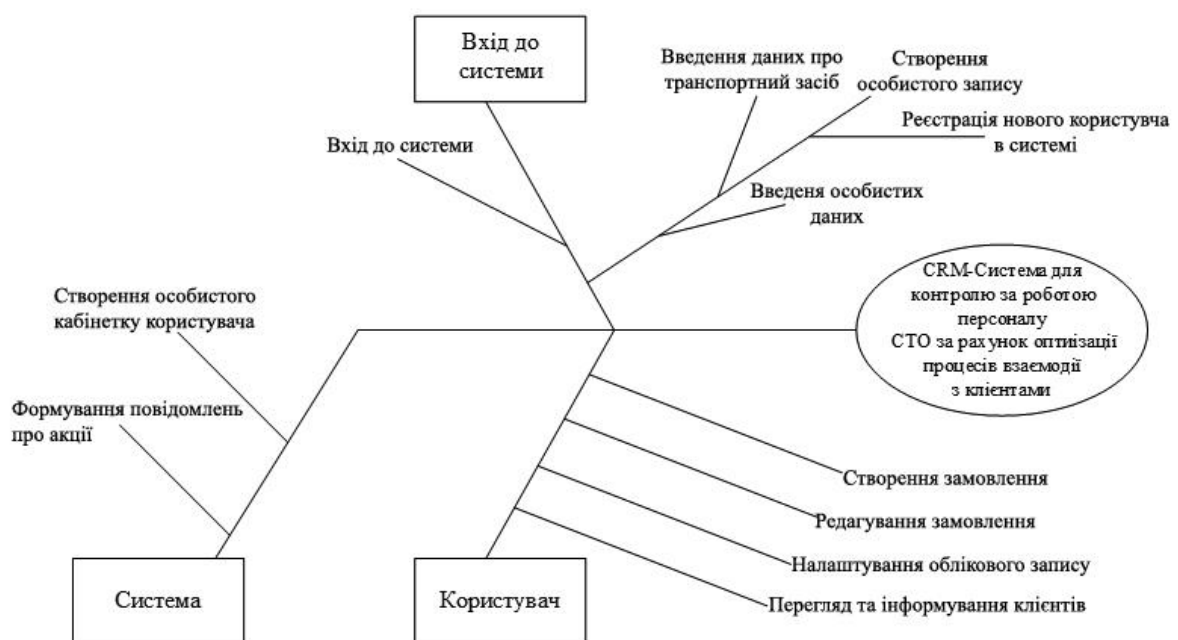 Вхід до
системи
Введення даних про
транспортний засіб
Створення
особистого запису
Реєстрація нового користувча
в системі
Вхід до системи
Введеня особистих
даних
CRM-Система для
контролю за роботою
персоналу
СТО за рахунок оптиізації
процесів взаємодії
з клієнтами
Створення особистого
кабінетку користувача
Формування повідомлень
про акції
Створення замовлення
Редагування замовлення
Налаштування облікового запису
Перегляд та інформування клієнтів
Система
Користувач